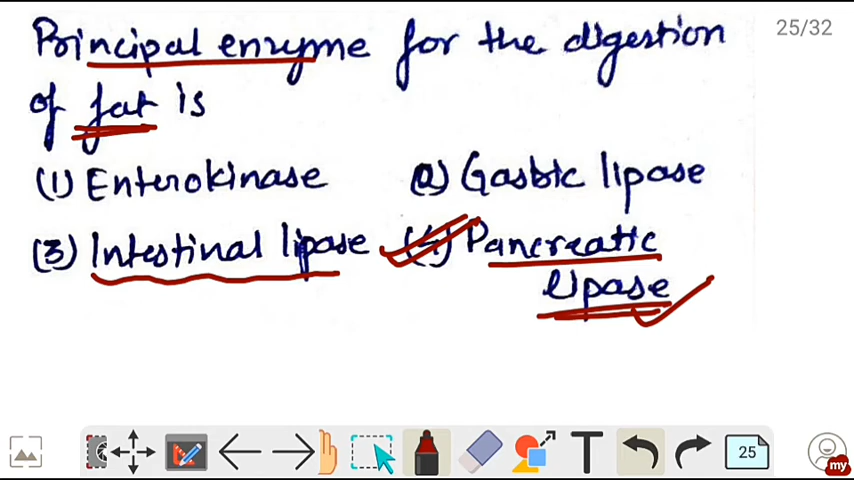 25/32
Principal enzyme for the digestion
of fat is
(1) Enterokinase (2) Gastric lipase
(3) Intestinal lipase (4) Pancreatic
lipase
T 25 my